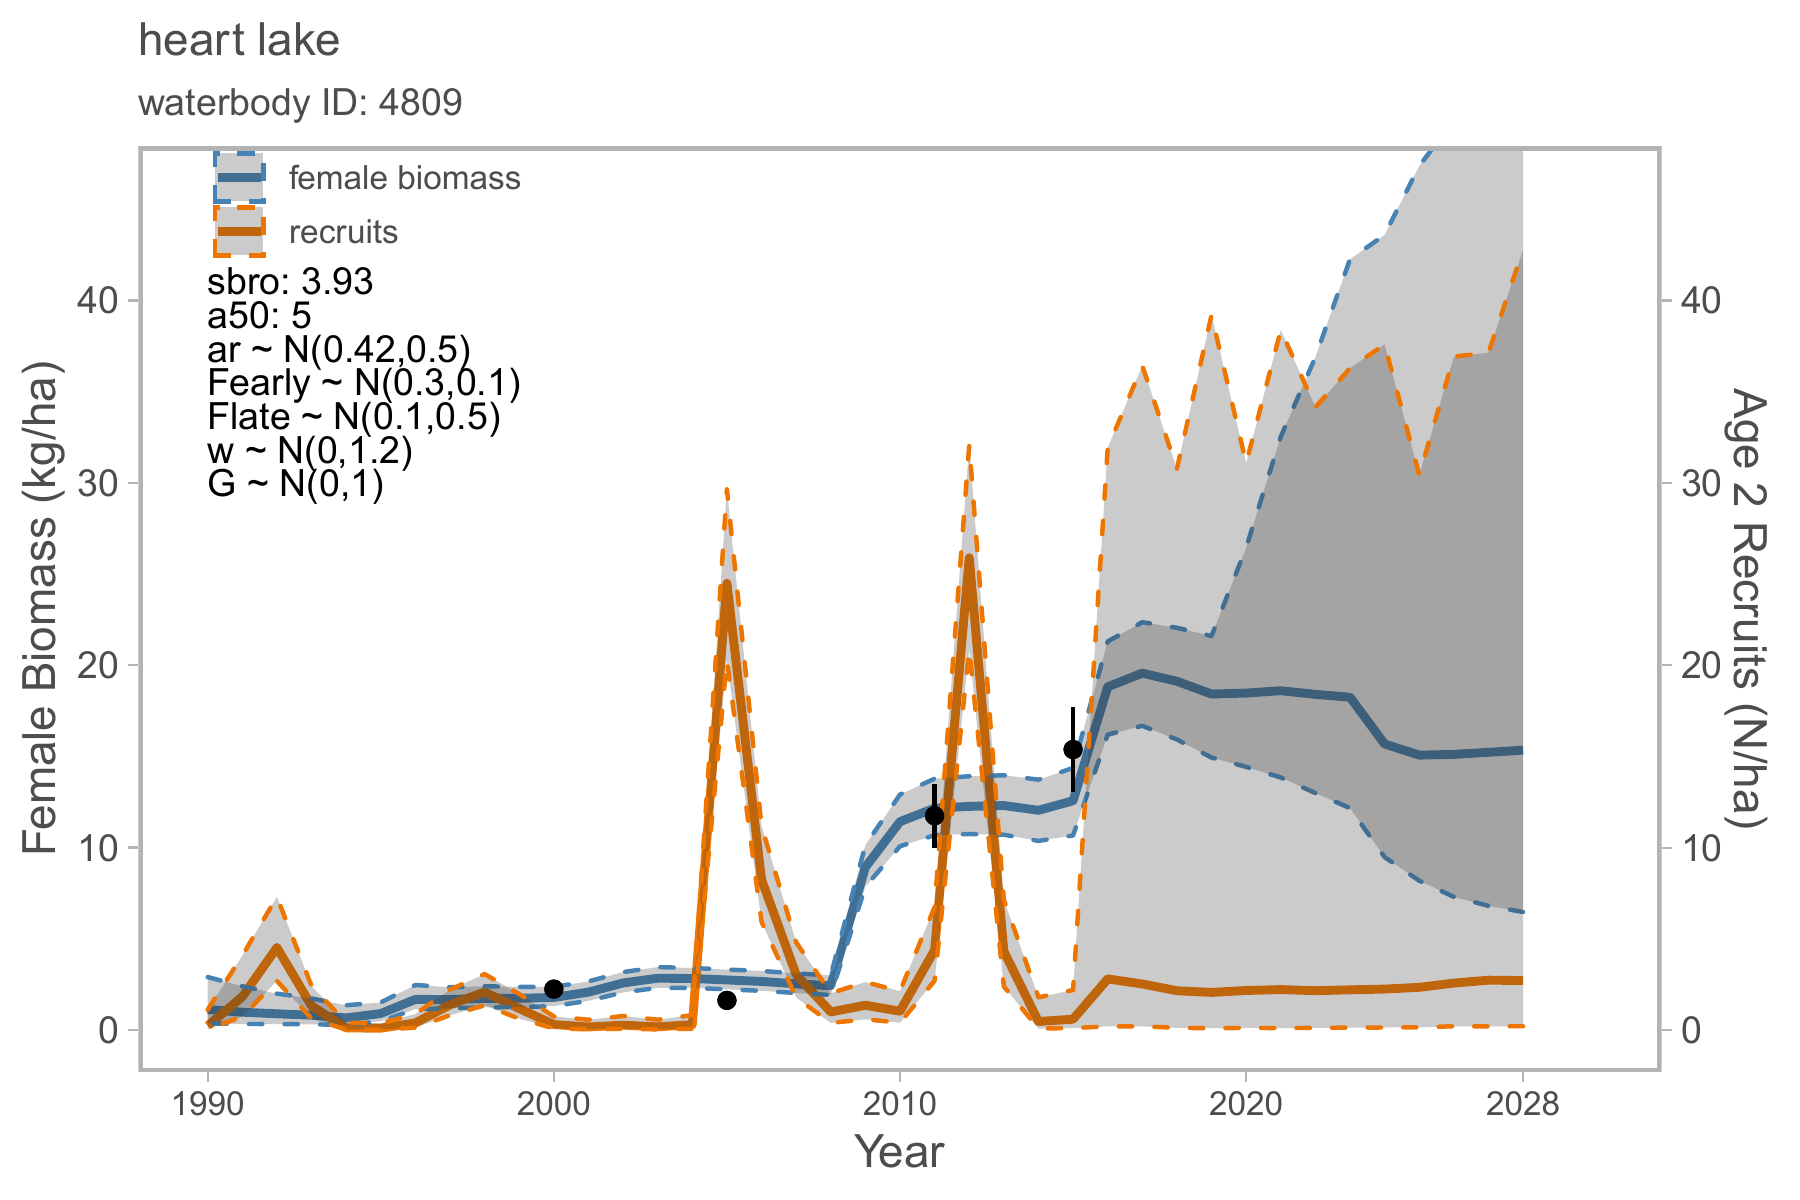 heart lake
waterbody ID: 4809
female biomass
recruits
sbro: 3.93
a50: 5
ar ~ N(0.42,0.5)
Fearly ~ N(0.3,0.1)
Flate ~ N(0.1,0.5)
w ~ N(0,1.2)
G ~ N(0,1)
Female Biomass (kg/ha)
40
30
20
10
0
40
30
20
10
0
Age 2 Recruits (N/ha)
1990 2000 2010 2020 2028
Year